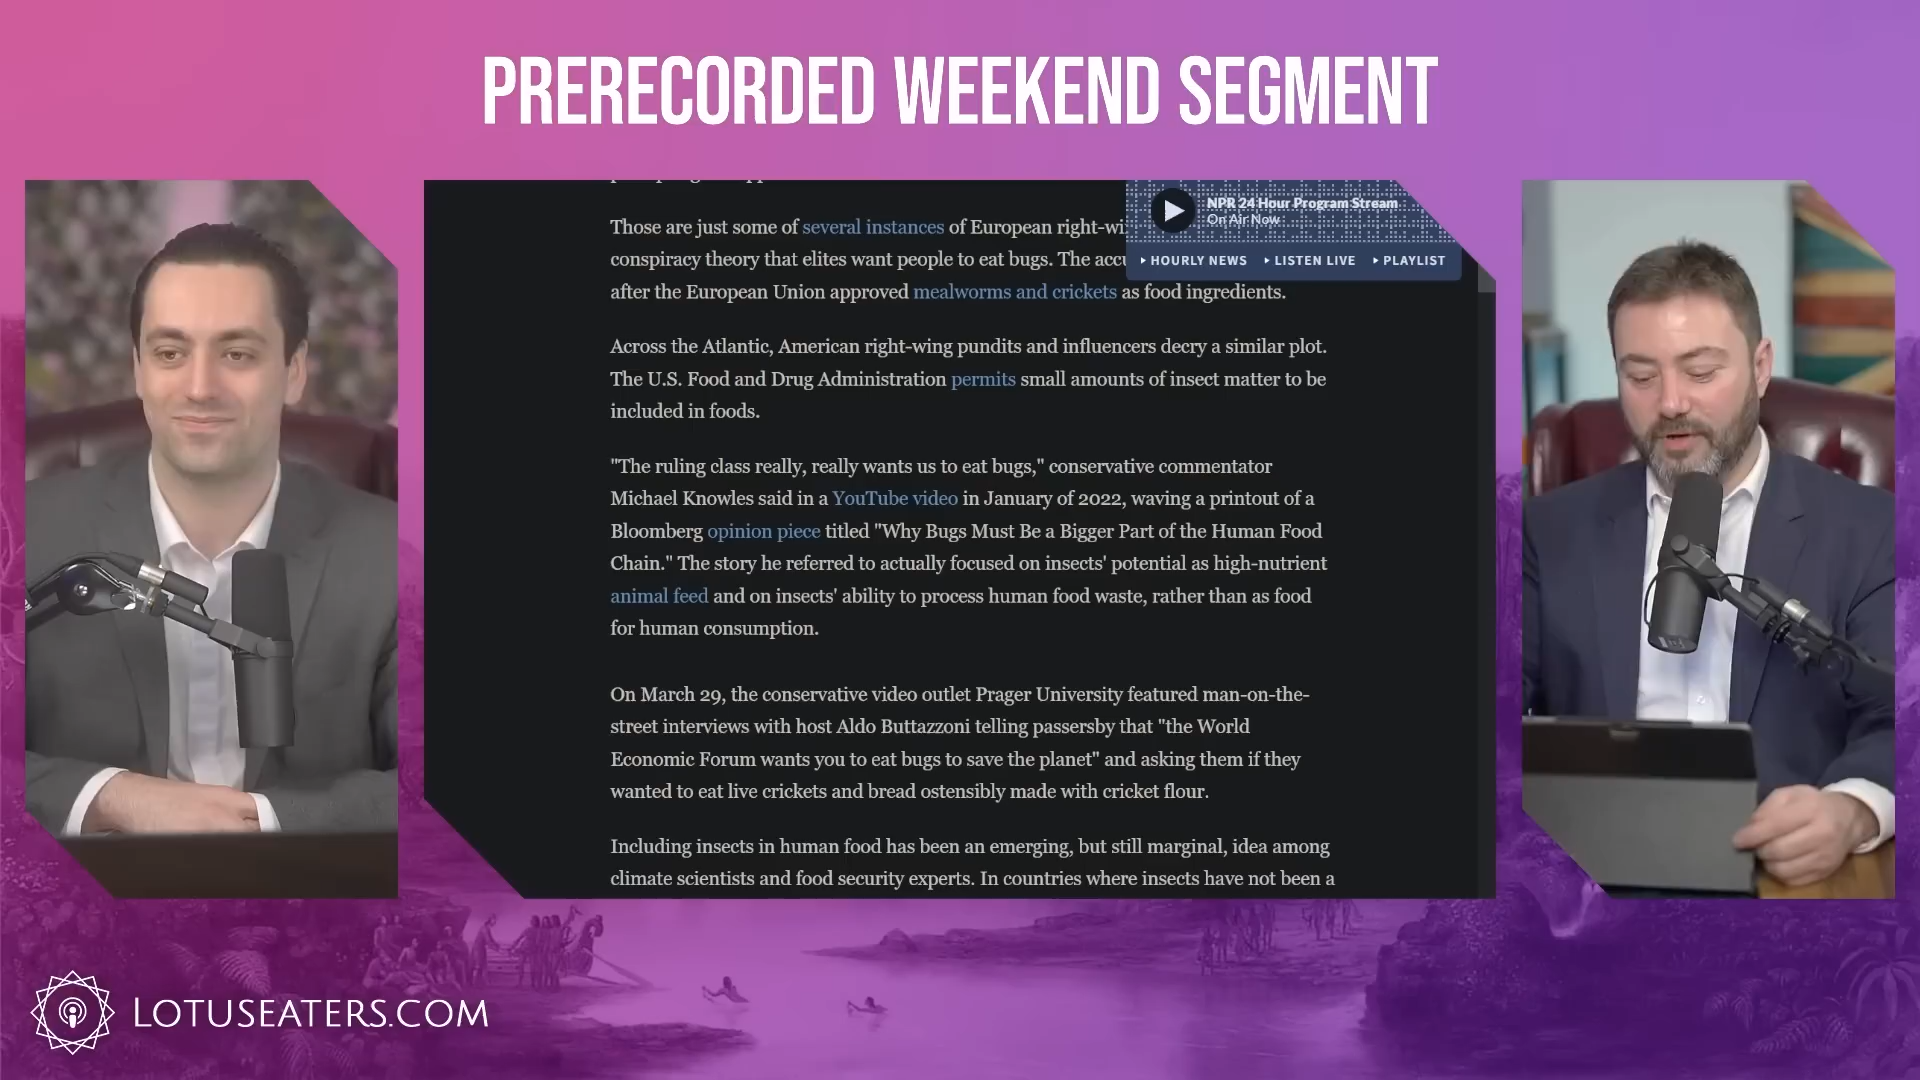 PRERECORDED WEEKEND SEGMENT
NPR 24 Hour Program Stream
On Air Now
HOURLY NEWS LISTEN LIVE PLAYLIST
Those are just some of several instances of European right-wi
conspiracy theory that elites want people to eat bugs. The accu
after the European Union approved mealworms and crickets as food ingredients.
Across the Atlantic, American right-wing pundits and influencers decry a similar plot.
The U.S. Food and Drug Administration permits small amounts of insect matter to be
included in foods.
"The ruling class really, really wants us to eat bugs," conservative commentator
Michael Knowles said in a YouTube video in January of 2022, waving a printout of a
Bloomberg opinion piece titled "Why Bugs Must Be a Bigger Part of the Human Food
Chain." The story he referred to actually focused on insects' potential as high-nutrient
animal feed and on insects' ability to process human food waste, rather than as food
for human consumption.
On March 29, the conservative video outlet Prager University featured man-on-the-
street interviews with host Aldo Buttazzoni telling passersby that "the World
Economic Forum wants you to eat bugs to save the planet" and asking them if they
wanted to eat live crickets and bread ostensibly made with cricket flour.
Including insects in human food has been an emerging, but still marginal, idea among
climate scientists and food security experts. In countries where insects have not been a
LOTUSEATERS.COM